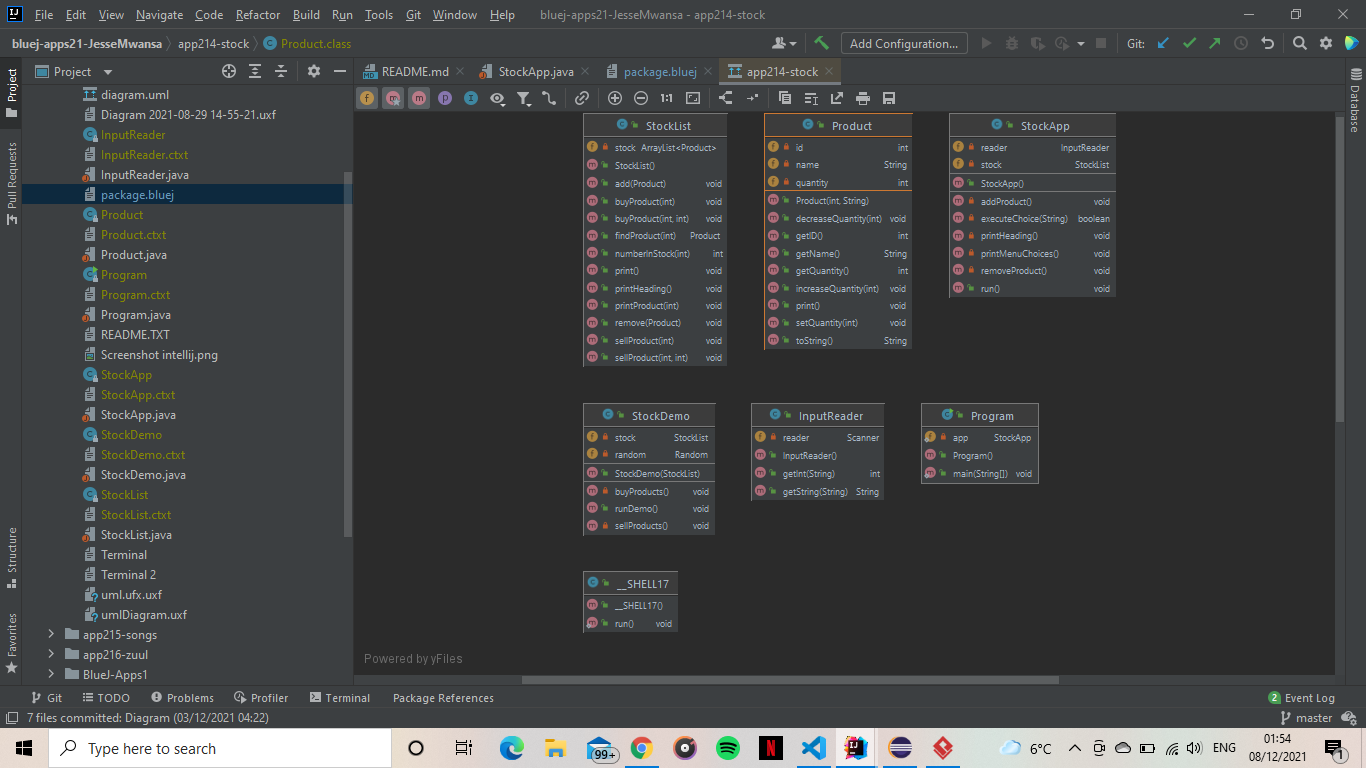 File Edit View Navigate Code Refactor Build Run Tools Git Window Help bluej-apps21-JesseMwansa - app214-stock
bluej-apps21-JesseMwansa app214-stock Product.class Add Configuration... Git:
Project README.md StockApp.java package.bluej app214-stock
Project
Pull Requests
Structure
Favorites
Database
diagram.uml
Diagram 2021-08-29 14-55-21.uxf
InputReader
InputReader.ctxt
InputReader.java
package.bluej
Product
Product.ctxt
Product.java
Program
Program.ctxt
Program.java
README.TXT
Screenshot intellij.png
StockApp
StockApp.ctxt
StockApp.java
StockDemo
StockDemo.ctxt
StockDemo.java
StockList
StockList.ctxt
StockList.java
Terminal
Terminal 2
uml.ufx.uxf
umlDiagram.uxf
app215-songs
app216-zuul
BlueJ-Apps1
1:1
StockList
stock ArrayList<Product>
StockList()
add(Product) void
buyProduct(int) void
buyProduct(int, int) void
findProduct(int) Product
numberInStock(int) int
print() void
printHeading() void
printProduct(int) void
remove(Product) void
sellProduct(int) void
sellProduct(int, int) void
Product
id int
name String
quantity int
Product(int, String)
decreaseQuantity(int) void
getID() int
getName() String
getQuantity() int
increaseQuantity(int) void
print() void
setQuantity(int) void
toString() String
StockApp
reader InputReader
stock StockList
StockApp()
addProduct() void
executeChoice(String) boolean
printHeading() void
printMenuChoices() void
removeProduct() void
run() void
StockDemo
stock StockList
random Random
StockDemo(StockList)
buyProducts() void
runDemo() void
sellProducts() void
InputReader
reader Scanner
InputReader()
getInt(String) int
getString(String) String
Program
app StockApp
Program()
main(String[]) void
__SHELL17
__SHELL17()
run() void
Powered by yFiles
Git TODO Problems Profiler Terminal Package References 2 Event Log
7 files committed: Diagram (03/12/2021 04:22) master
Type here to search 99+ 6°C ENG 01:54
08/12/2021 1